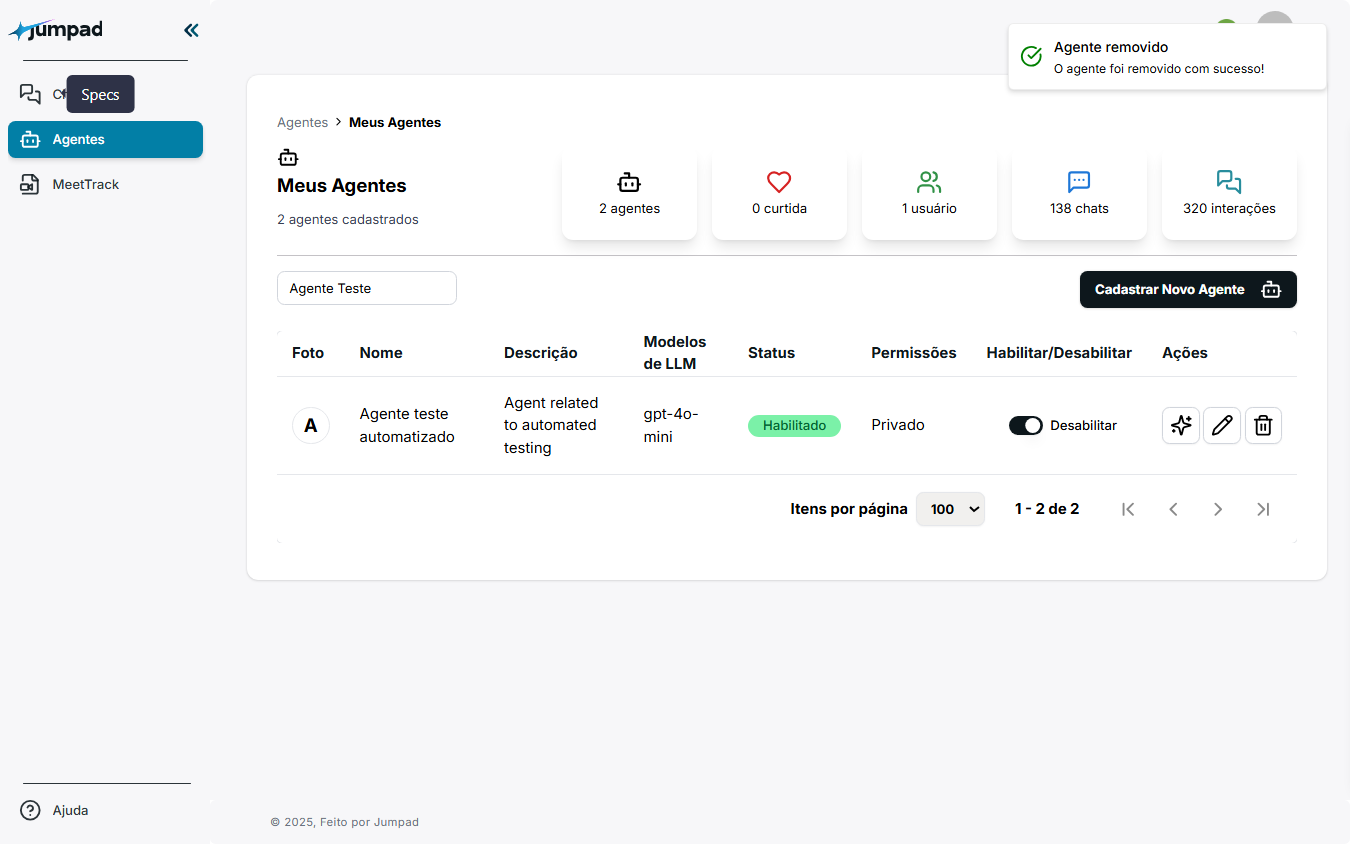 jumpad
Agente removido
O agente foi removido com sucesso!
Specs
Agentes
MeetTrack
Agentes > Meus Agentes
Meus Agentes
2 agentes cadastrados
2 agentes
0 curtida
1 usuário
138 chats
320 interações
Agente Teste
Cadastrar Novo Agente
Foto
Nome
Descrição
Modelos
de LLM
Status
Permissões
Habilitar/Desabilitar
Ações
A
Agente teste
automatizado
Agent related
to automated
testing
gpt-4o-
mini
Habilitado
Privado
Desabilitar
Itens por página
100
1 - 2 de 2
Ajuda
© 2025, Feito por Jumpad